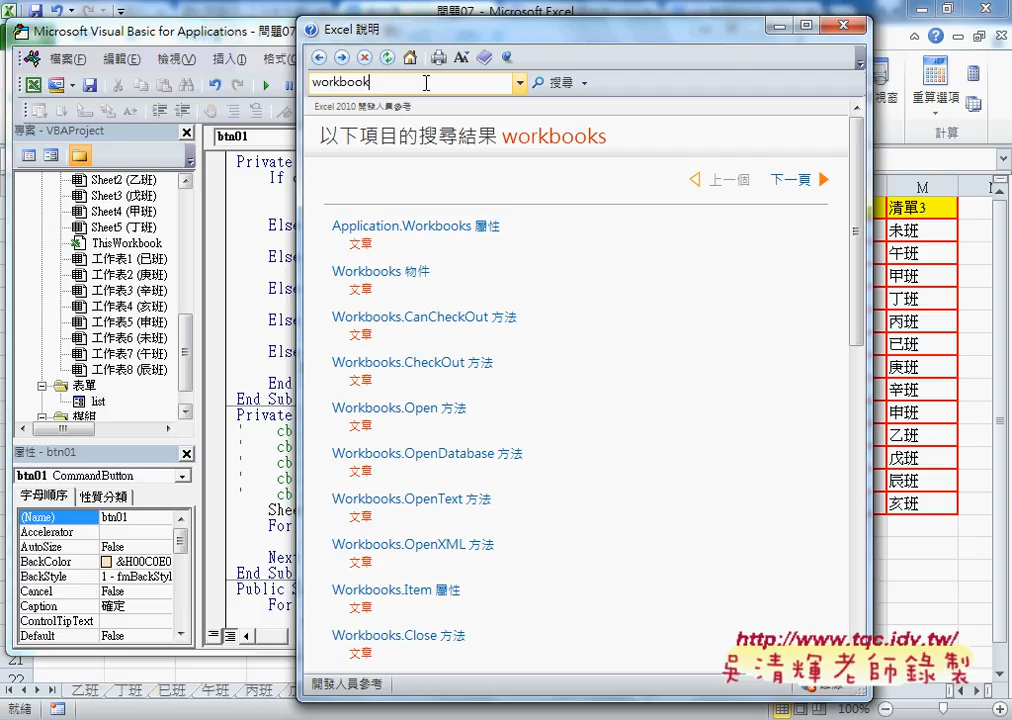 問題07 - Microsoft Excel
Microsoft Visual Basic for Applications - 問題07
檔案(F) 編輯(E) 檢視(V) 插入(I) 格式
專案 - VBAProject
Sheet2 (乙班)
Sheet3 (戊班)
Sheet4 (甲班)
Sheet5 (丁班)
ThisWorkbook
工作表1 (已班)
工作表2 (庚班)
工作表3 (辛班)
工作表4 (亥班)
工作表5 (申班)
工作表6 (未班)
工作表7 (午班)
工作表8 (辰班)
表單
list
模組
屬性 - btn01
btn01 CommandButton
字母順序 性質分類
(Name) btn01
Accelerator
AutoSize False
BackColor &H00C0E0
BackStyle 1 - fmBackStyl
Cancel False
Caption 確定
ControlTipText
Default False
btn01
Private
If
Else
Else
Else
Else
Else
End
End Sub
Private
' cb
' cb
' cb
' cb
' cb
Shee
For
Next
End Sub
Public S
For
Excel 說明
workbook
搜尋
Excel 2010 開發人員參考
以下項目的搜尋結果 workbooks
上一個 下一頁
Application.Workbooks 屬性
文章
Workbooks 物件
文章
Workbooks.CanCheckOut 方法
文章
Workbooks.CheckOut 方法
文章
Workbooks.Open 方法
文章
Workbooks.OpenDatabase 方法
文章
Workbooks.OpenText 方法
文章
Workbooks.OpenXML 方法
文章
Workbooks.Item 屬性
文章
Workbooks.Close 方法
文章
開發人員參考
視窗 重算選項
計算
M
清單3
未班
午班
甲班
丁班
丙班
已班
庚班
辛班
申班
乙班
戊班
辰班
亥班
21
22
乙班 丁班 已班 午班 丙班
就緒
100%
http://www.tqc.idv.tw/
吳清輝老師錄製